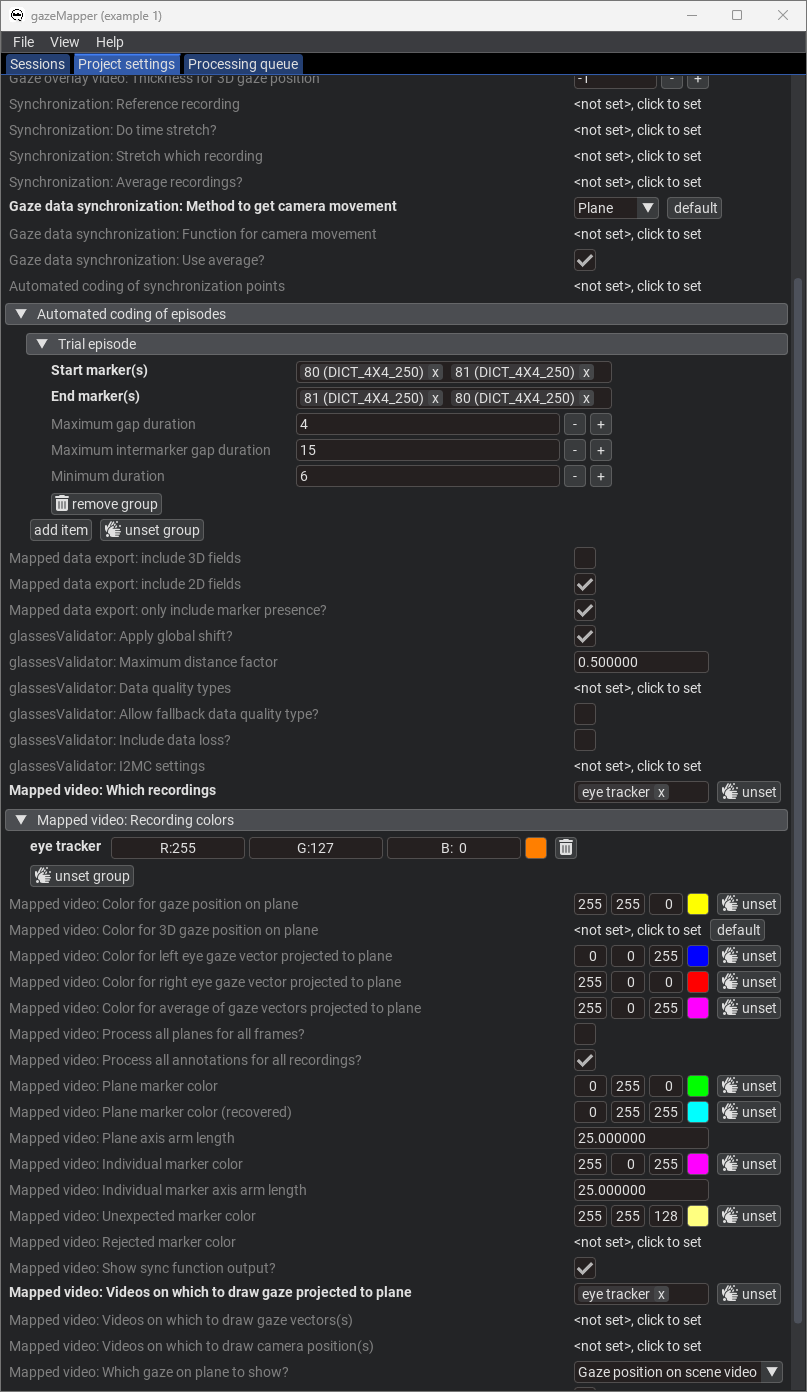 gazeMapper (example 1)
File View Help
Sessions Project settings Processing queue
Gaze overlay video: Thickness for 3D gaze position -1 - +
Synchronization: Reference recording <not set>, click to set
Synchronization: Do time stretch? <not set>, click to set
Synchronization: Stretch which recording <not set>, click to set
Synchronization: Average recordings? <not set>, click to set
Gaze data synchronization: Method to get camera movement Plane default
Gaze data synchronization: Function for camera movement <not set>, click to set
Gaze data synchronization: Use average?
Automated coding of synchronization points <not set>, click to set
Automated coding of episodes
Trial episode
Start marker(s) 80 (DICT_4X4_250) x 81 (DICT_4X4_250) x
End marker(s) 81 (DICT_4X4_250) x 80 (DICT_4X4_250) x
Maximum gap duration 4 - +
Maximum intermarker gap duration 15 - +
Minimum duration 6 - +
remove group
add item unset group
Mapped data export: include 3D fields
Mapped data export: include 2D fields
Mapped data export: only include marker presence?
glassesValidator: Apply global shift?
glassesValidator: Maximum distance factor 0.500000
glassesValidator: Data quality types <not set>, click to set
glassesValidator: Allow fallback data quality type?
glassesValidator: Include data loss?
glassesValidator: I2MC settings <not set>, click to set
Mapped video: Which recordings eye tracker x unset
Mapped video: Recording colors
eye tracker R:255 G:127 B: 0
unset group
Mapped video: Color for gaze position on plane 255 255 0 unset
Mapped video: Color for 3D gaze position on plane <not set>, click to set default
Mapped video: Color for left eye gaze vector projected to plane 0 0 255 unset
Mapped video: Color for right eye gaze vector projected to plane 255 0 0 unset
Mapped video: Color for average of gaze vectors projected to plane 255 0 255 unset
Mapped video: Process all planes for all frames?
Mapped video: Process all annotations for all recordings?
Mapped video: Plane marker color 0 255 0 unset
Mapped video: Plane marker color (recovered) 0 255 255 unset
Mapped video: Plane axis arm length 25.000000
Mapped video: Individual marker color 255 0 255 unset
Mapped video: Individual marker axis arm length 25.000000
Mapped video: Unexpected marker color 255 255 128 unset
Mapped video: Rejected marker color <not set>, click to set
Mapped video: Show sync function output?
Mapped video: Videos on which to draw gaze projected to plane eye tracker x unset
Mapped video: Videos on which to draw gaze vectors(s) <not set>, click to set
Mapped video: Videos on which to draw camera position(s) <not set>, click to set
Mapped video: Which gaze on plane to show? Gaze position on scene video